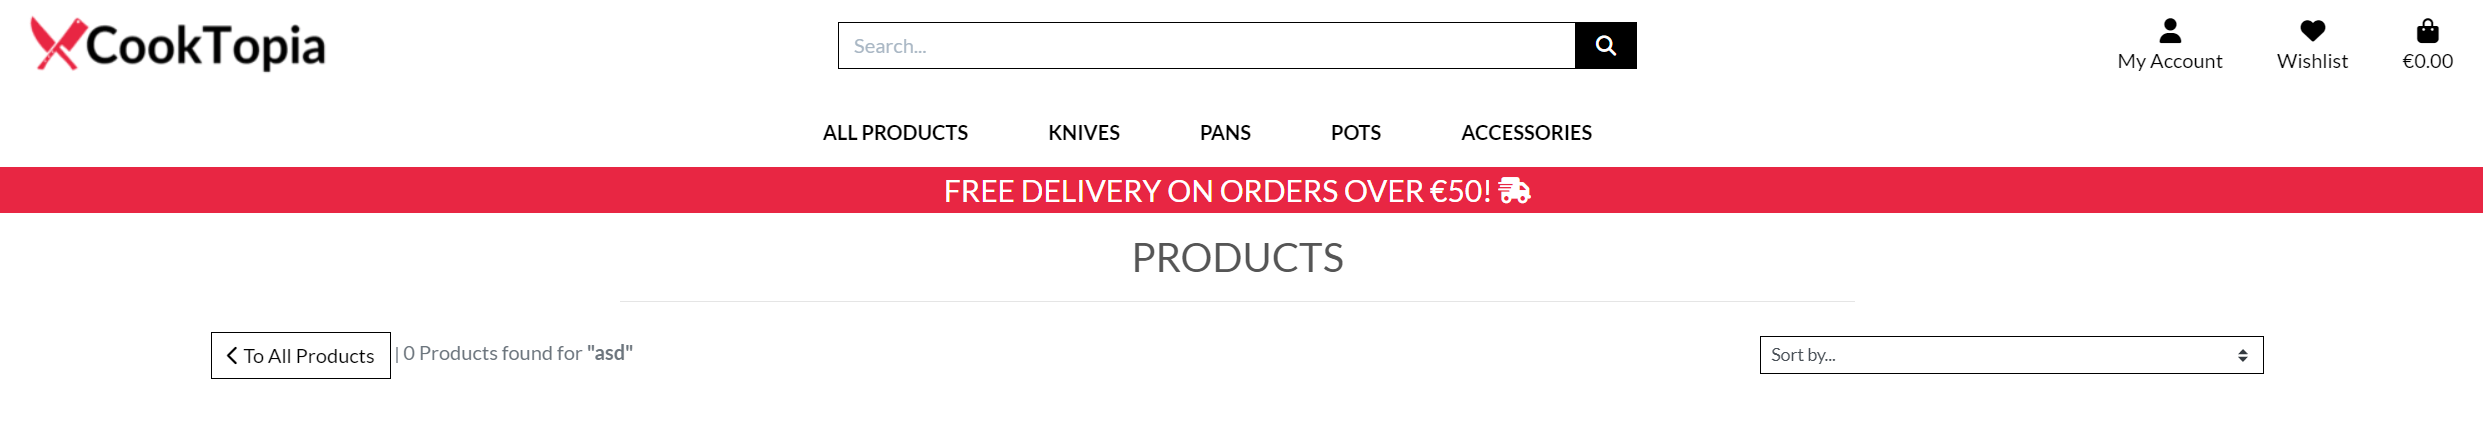 CookTopia
Search...
My Account
Wishlist
€0.00
ALL PRODUCTS
KNIVES
PANS
POTS
ACCESSORIES
FREE DELIVERY ON ORDERS OVER €50!
PRODUCTS
To All Products
| 0 Products found for "asd"
Sort by...